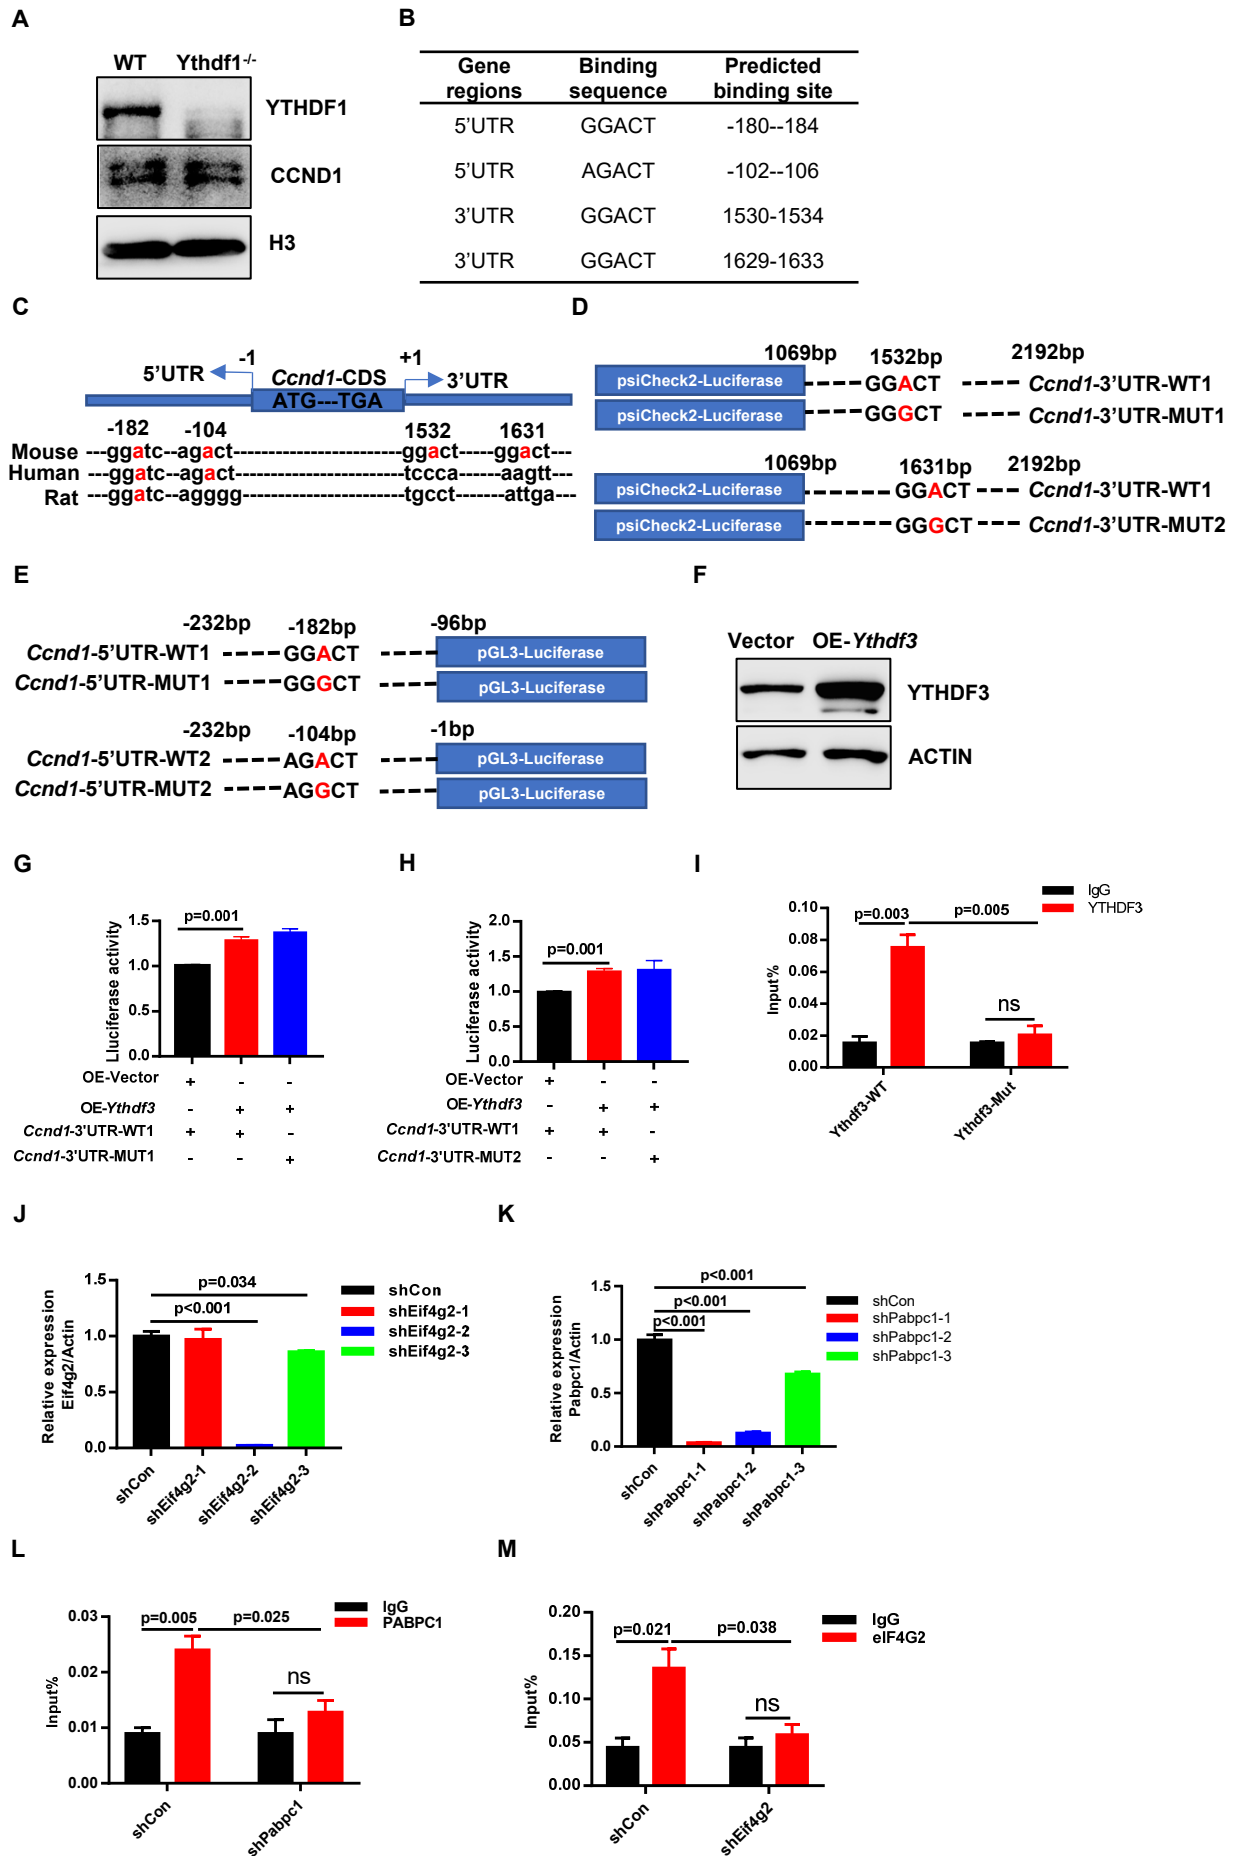 A
WT Ythdf1-/-
YTHDF1
CCND1
H3
B
Gene regions Binding sequence Predicted binding site
5'UTR GGACT -180--184
5'UTR AGACT -102--106
3'UTR GGACT 1530-1534
3'UTR GGACT 1629-1633
C
5'UTR -1 Ccnd1-CDS +1 3'UTR
ATG---TGA
-182 -104 1532 1631
Mouse ---ggatc--agact-----------------------ggact-----ggact----
Human ---ggatc--agact-----------------------tccca-----aagtt-----
Rat ---ggatc--agggg-----------------------tgcct-------attga---
D
1069bp 1532bp 2192bp
psiCheck2-Luciferase GGACT Ccnd1-3'UTR-WT1
psiCheck2-Luciferase GGGCT Ccnd1-3'UTR-MUT1
1069bp 1631bp 2192bp
psiCheck2-Luciferase GGACT Ccnd1-3'UTR-WT1
psiCheck2-Luciferase GGGCT Ccnd1-3'UTR-MUT2
E
-232bp -182bp -96bp
Ccnd1-5'UTR-WT1 GGACT pGL3-Luciferase
Ccnd1-5'UTR-MUT1 GGGCT pGL3-Luciferase
-232bp -104bp -1bp
Ccnd1-5'UTR-WT2 AGACT pGL3-Luciferase
Ccnd1-5'UTR-MUT2 AGGCT pGL3-Luciferase
F
Vector OE-Ythdf3
YTHDF3
ACTIN
G
Lluciferase activity
1.5
1.0
0.5
0.0
p=0.001
OE-Vector + - -
OE-Ythdf3 - + +
Ccnd1-3'UTR-WT1 + + -
Ccnd1-3'UTR-MUT1 - - +
H
Luciferase activity
2.0
1.5
1.0
0.5
0.0
p=0.001
OE-Vector + - -
OE-Ythdf3 - + +
Ccnd1-3'UTR-WT1 + + -
Ccnd1-3'UTR-MUT2 - - +
I
IgG
YTHDF3
Input%
0.10
0.08
0.04
0.02
0.00
p=0.003 p=0.005
ns
Ythdf3-WT Ythdf3-Mut
J
Relative expression
Eif4g2/Actin
1.5
1.0
0.5
0.0
p=0.034
p<0.001
shCon
shEif4g2-1
shEif4g2-2
shEif4g2-3
shCon shEif4g2-1 shEif4g2-2 shEif4g2-3
K
Relative expression
Pabpc1/Actin
1.5
1.0
0.5
0.0
p<0.001
p<0.001
p<0.001
shCon
shPabpc1-1
shPabpc1-2
shPabpc1-3
shCon shPabpc1-1 shPabpc1-2 shPabpc1-3
L
IgG
PABPC1
Input%
0.03
0.02
0.01
0.00
p=0.005 p=0.025
ns
shCon shPabpc1
M
IgG
eIF4G2
Input%
0.20
0.15
0.10
0.05
0.00
p=0.021 p=0.038
ns
shCon shEif4g2